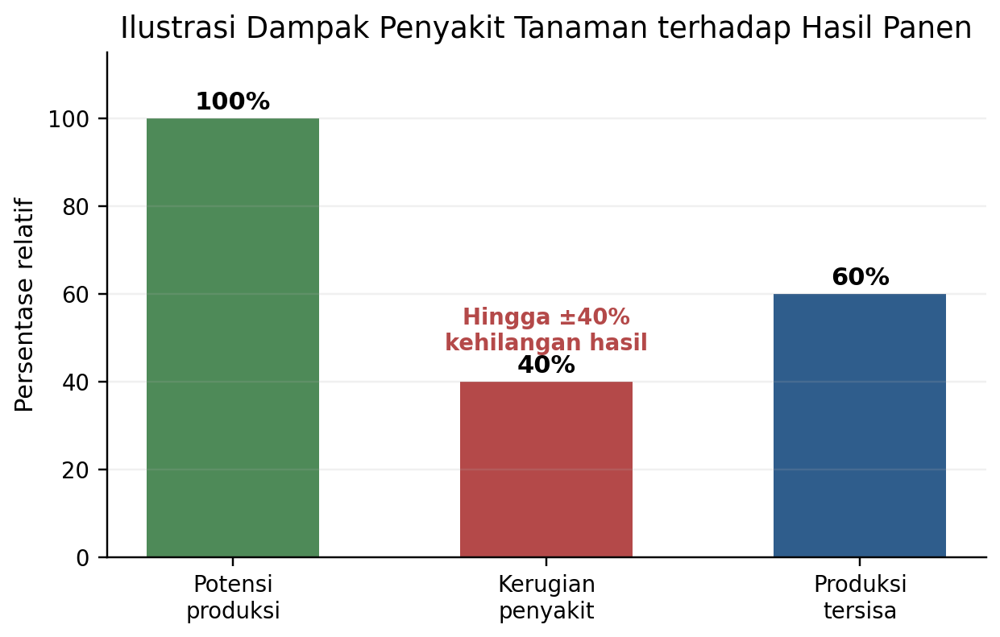 Ilustrasi Dampak Penyakit Tanaman terhadap Hasil Panen
Persentase relatif
100
80
60
40
20
0
100%
Hingga ±40%
kehilangan hasil
40%
60%
Potensi
produksi
Kerugian
penyakit
Produksi
tersisa